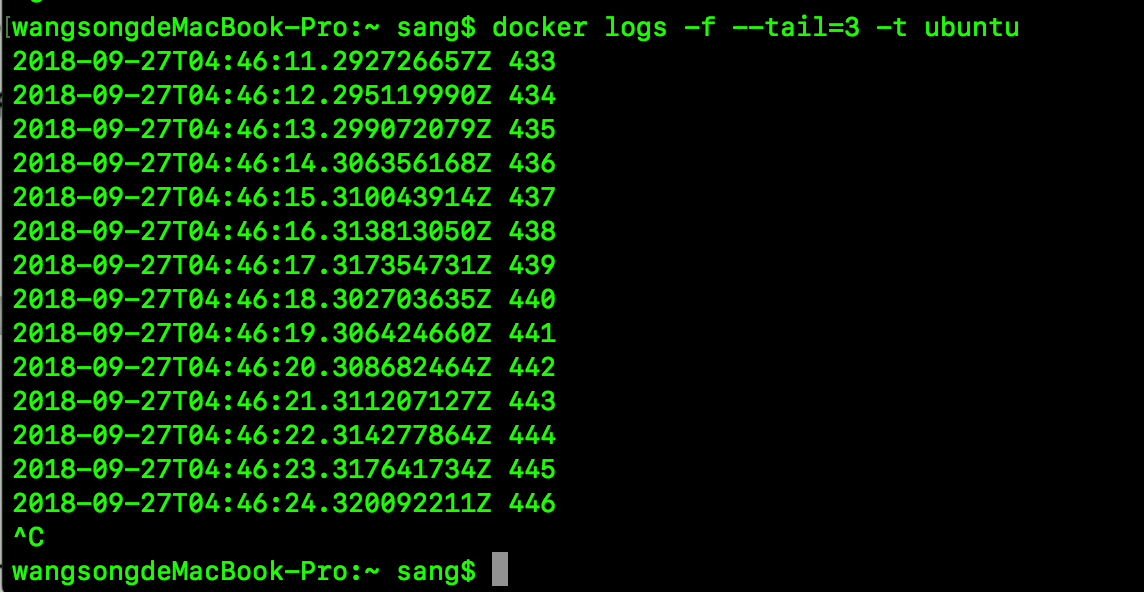 [wangsongdeMacBook-Pro:~ sang$ docker logs -f --tail=3 -t ubuntu
2018-09-27T04:46:11.292726657Z 433
2018-09-27T04:46:12.295119990Z 434
2018-09-27T04:46:13.299072079Z 435
2018-09-27T04:46:14.306356168Z 436
2018-09-27T04:46:15.310043914Z 437
2018-09-27T04:46:16.313813050Z 438
2018-09-27T04:46:17.317354731Z 439
2018-09-27T04:46:18.302703635Z 440
2018-09-27T04:46:19.306424660Z 441
2018-09-27T04:46:20.308682464Z 442
2018-09-27T04:46:21.311207127Z 443
2018-09-27T04:46:22.314277864Z 444
2018-09-27T04:46:23.317641734Z 445
2018-09-27T04:46:24.320092211Z 446
^C
wangsongdeMacBook-Pro:~ sang$